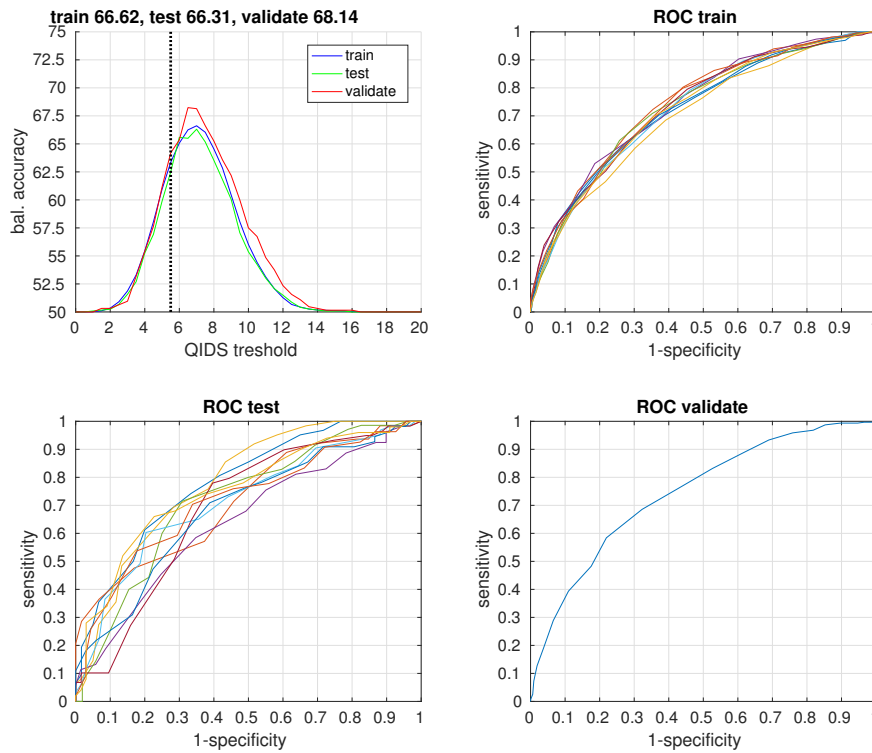 train 66.62, test 66.31, validate 68.14
75
72.5
70
67.5
65
62.5
60
57.5
55
52.5
50
bal. accuracy
train
test
validate
0 2 4 6 8 10 12 14 16 18 20
QIDS treshold
ROC train
1
0.9
0.8
0.7
0.6
0.5
0.4
0.3
0.2
0.1
0
sensitivity
0 0.1 0.2 0.3 0.4 0.5 0.6 0.7 0.8 0.9
1-specificity
ROC test
1
0.9
0.8
0.7
0.6
0.5
0.4
0.3
0.2
0.1
0
sensitivity
0 0.1 0.2 0.3 0.4 0.5 0.6 0.7 0.8 0.9 1
1-specificity
ROC validate
1
0.9
0.8
0.7
0.6
0.5
0.4
0.3
0.2
0.1
0
sensitivity
0 0.1 0.2 0.3 0.4 0.5 0.6 0.7 0.8 0.9
1-specificity